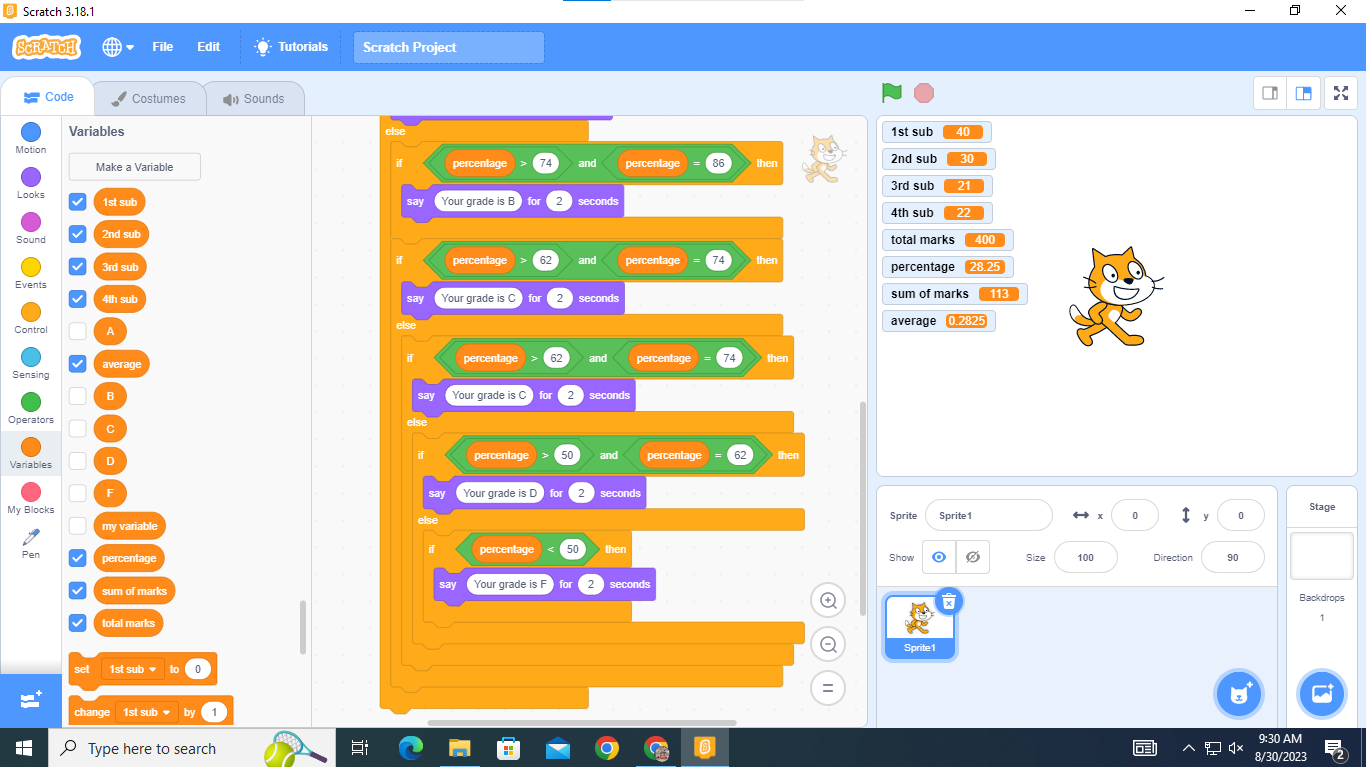 Scratch 3.18.1
SCRATCH
File
Edit
Tutorials
Scratch Project
Code
Costumes
Sounds
Motion
Looks
Sound
Events
Control
Sensing
Operators
Variables
My Blocks
Pen
Variables
Make a Variable
1st sub
2nd sub
3rd sub
4th sub
A
average
B
C
D
F
my variable
percentage
sum of marks
total marks
set 1st sub to 0
change 1st sub by 1
else
if percentage > 74 and percentage = 86 then
say Your grade is B for 2 seconds
if percentage > 62 and percentage = 74 then
say Your grade is C for 2 seconds
else
if percentage > 62 and percentage = 74 then
say Your grade is C for 2 seconds
else
if percentage > 50 and percentage = 62 then
say Your grade is D for 2 seconds
else
if percentage < 50 then
say Your grade is F for 2 seconds
1st sub 40
2nd sub 30
3rd sub 21
4th sub 22
total marks 400
percentage 28.25
sum of marks 113
average 0.2825
Sprite Sprite1 x 0 y 0
Show Size 100 Direction 90
Sprite1
Stage
Backdrops
1
Type here to search
9:30 AM
8/30/2023
2